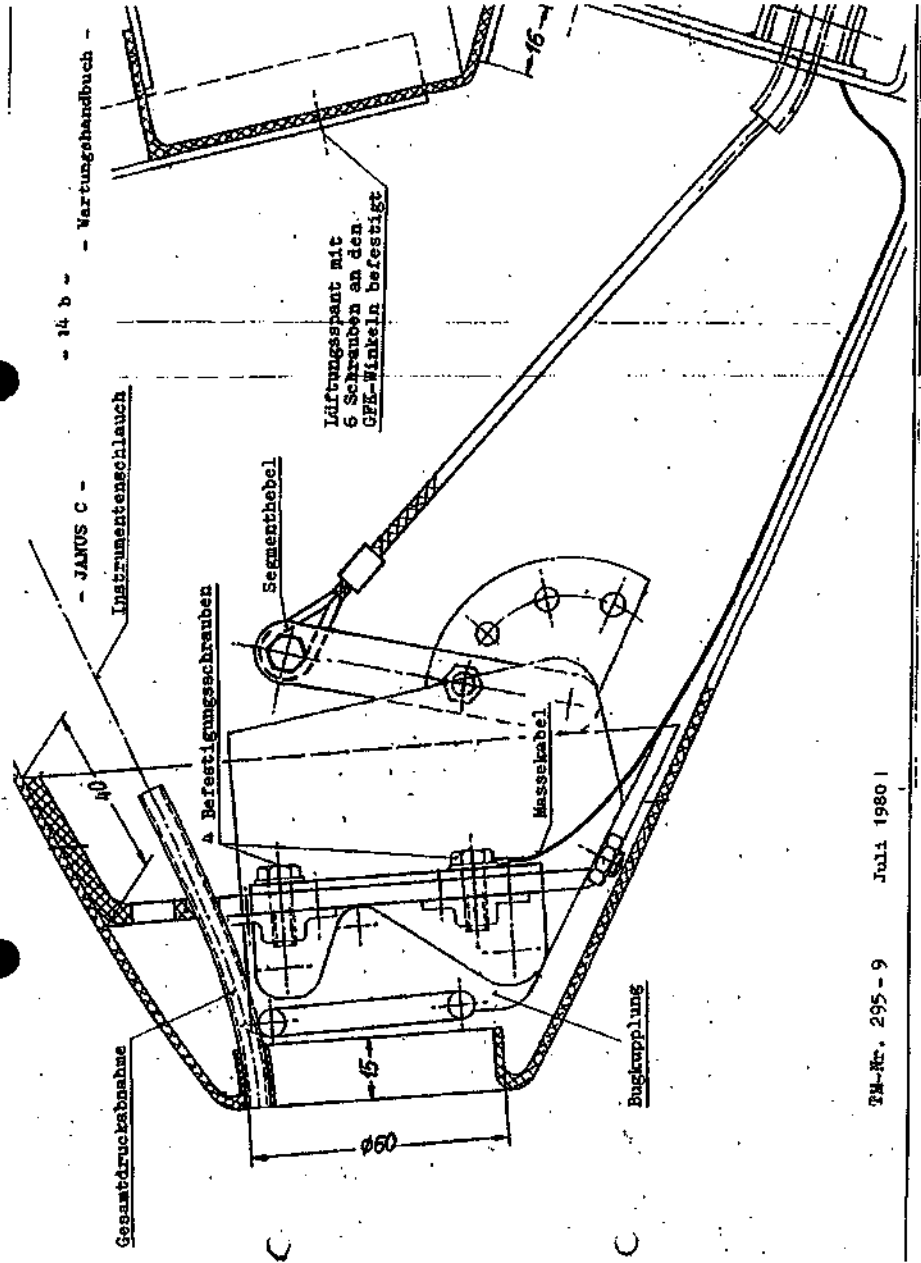 - JANUS C -
- 14 b -
- Wartungshandbuch -
Instrumentenschlauch
40
Gesamtdruckabnahme
4 Befestigungsschrauben
Segmenthebel
Lüftungsspant mit
6 Schrauben an den
GFK-Winkeln befestigt
16
15
ø60
Massekabel
Bugkupplung
TM-Nr. 295-9 Juli 1980